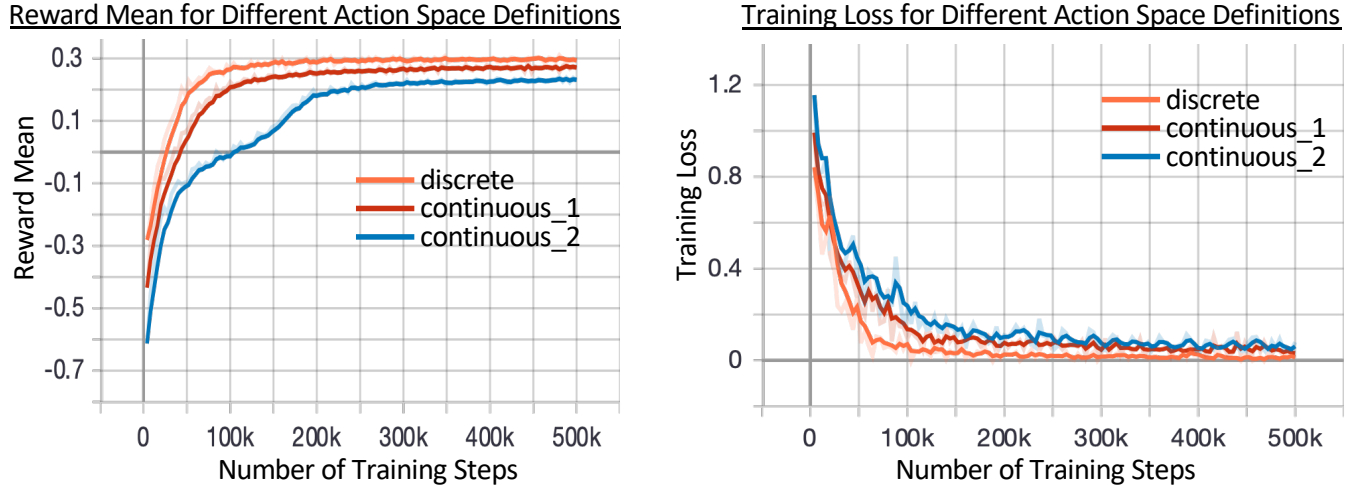 Reward Mean for Different Action Space Definitions
0.3
0.1
-0.1
-0.3
-0.5
-0.7
Reward Mean
discrete
continuous_1
continuous_2
0 100k 200k 300k 400k 500k
Number of Training Steps
Training Loss for Different Action Space Definitions
1.2
0.8
0.4
0
Training Loss
discrete
continuous_1
continuous_2
0 100k 200k 300k 400k 500k
Number of Training Steps